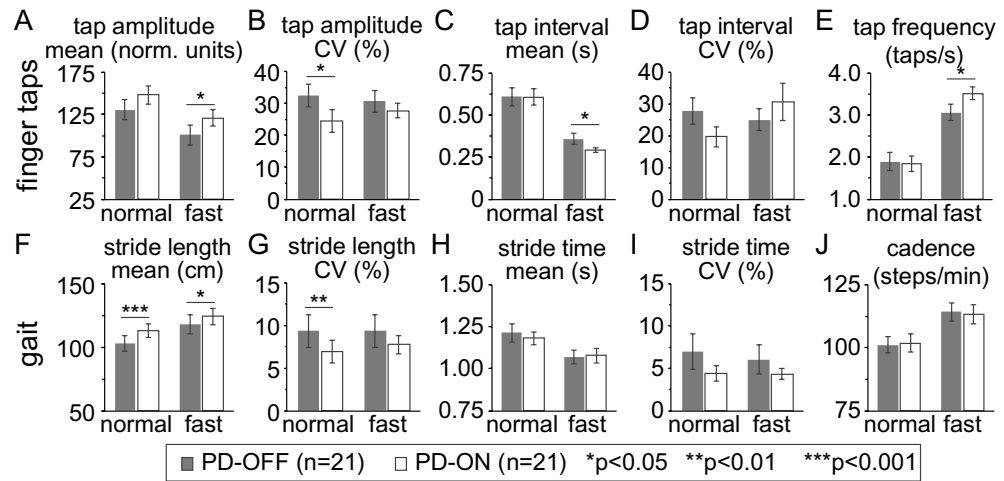 A tap amplitude mean (norm. units)
B tap amplitude CV (%)
C tap interval mean (s)
D tap interval CV (%)
E tap frequency (taps/s)
finger taps
175
125
75
25
normal fast
*
40
30
20
10
0
normal fast
*
0.75
0.50
0.25
0
normal fast
*
40
30
20
10
0
normal fast
4.0
3.0
2.0
1.0
normal fast
*
F stride length mean (cm)
G stride length CV (%)
H stride time mean (s)
I stride time CV (%)
J cadence (steps/min)
gait
150
100
50
normal fast
*** *
15
10
5
0
normal fast
**
1.50
1.25
1.00
0.75
normal fast
15
10
5
0
normal fast
125
100
75
normal fast
PD-OFF (n=21) PD-ON (n=21) *p<0.05 **p<0.01 ***p<0.001